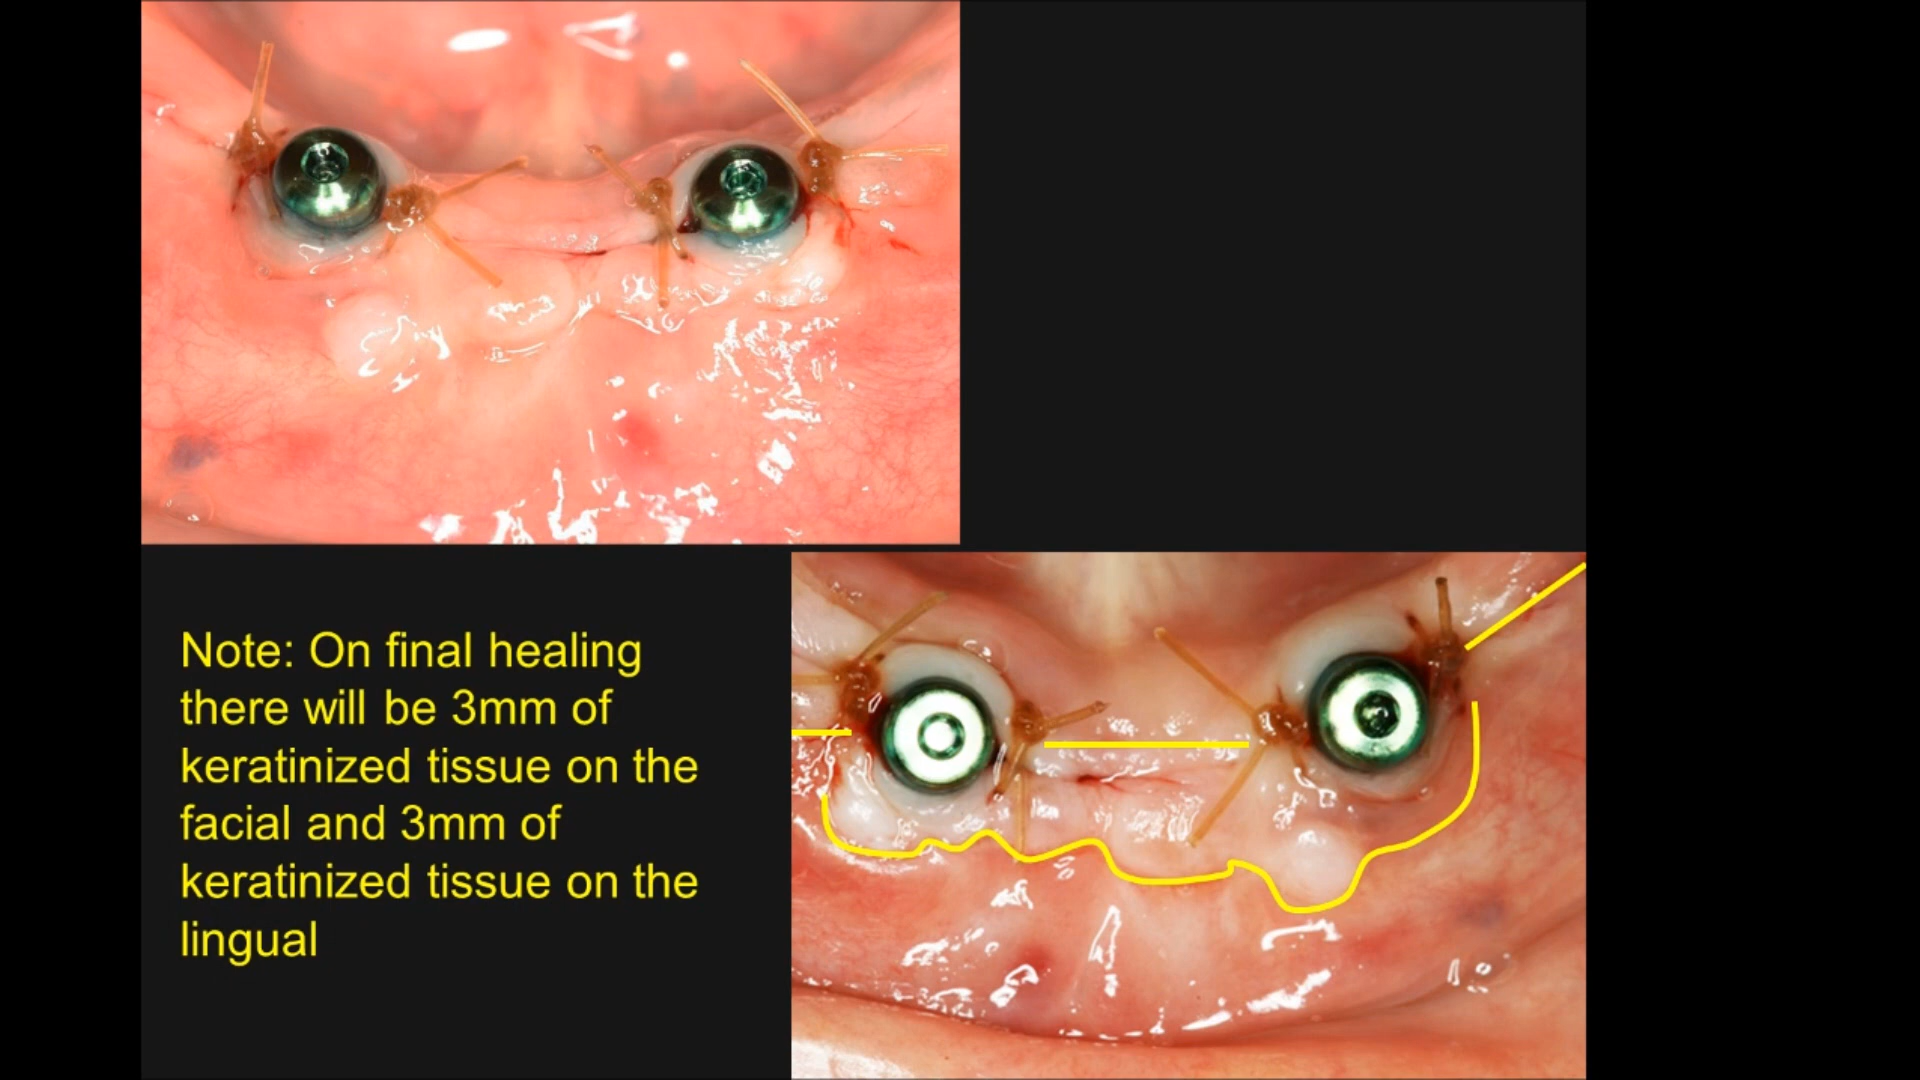 Note: On final healing
there will be 3mm of
keratinized tissue on the
facial and 3mm of
keratinized tissue on the
lingual